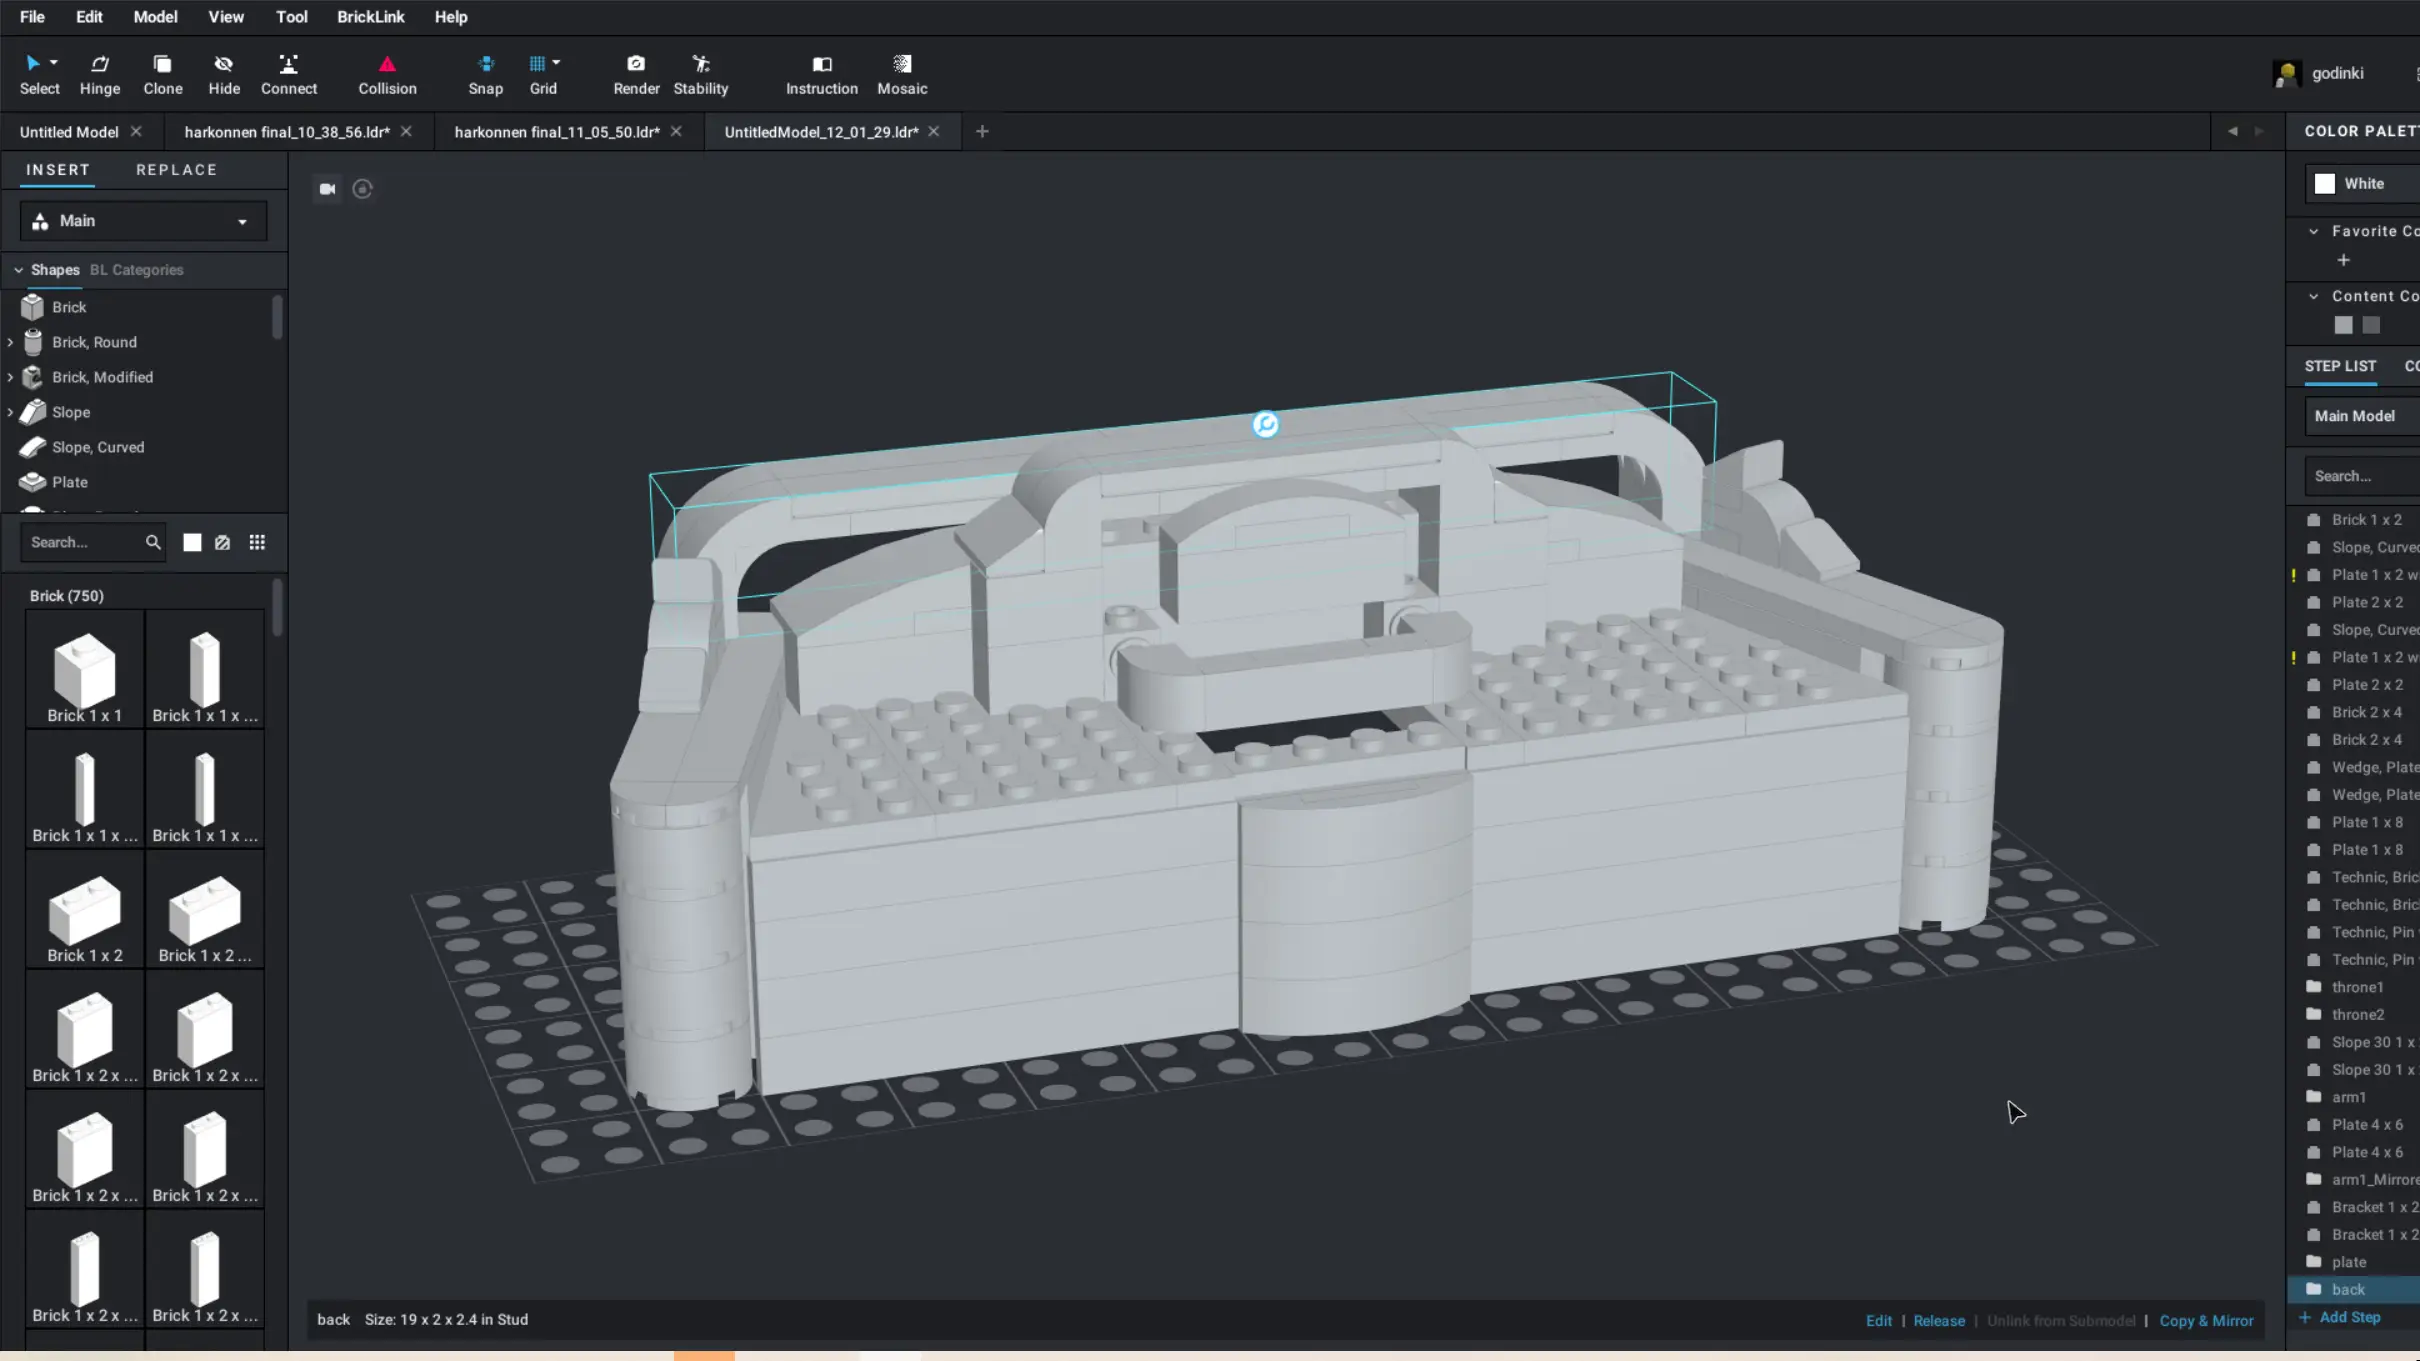 File Edit Model View Tool BrickLink Help
Select Hinge Clone Hide Connect Collision Snap Grid Render Stability Instruction Mosaic
godinki
Untitled Model harkonnen final_10_38_56.ldr* harkonnen final_11_05_50.ldr* UntitledModel_12_01_29.ldr*
COLOR PALET
INSERT REPLACE
Main
White
Shapes BL Categories
Favorite Co
Brick
Content Co
Brick, Round
Brick, Modified
STEP LIST CO
Slope
Main Model
Slope, Curved
Search...
Plate
Search...
Brick (750)
Brick 1 x 1
Brick 1 x 1 x ...
Brick 1 x 1 x ...
Brick 1 x 1 x ...
Brick 1 x 2
Brick 1 x 2 ...
Brick 1 x 2 x ...
Brick 1 x 2 x ...
Brick 1 x 2 x ...
Brick 1 x 2 x ...
Brick 1 x 2 x ...
Brick 1 x 2 x ...
Brick 1 x 2
Slope, Curve
Plate 1 x 2 w
Plate 2 x 2
Slope, Curve
Plate 1 x 2 w
Plate 2 x 2
Brick 2 x 4
Brick 2 x 4
Wedge, Plate
Wedge, Plate
Plate 1 x 8
Plate 1 x 8
Technic, Bric
Technic, Bric
Technic, Pin
Technic, Pin
throne1
throne2
Slope 30 1 x
Slope 30 1 x
arm1
Plate 4 x 6
Plate 4 x 6
arm1_Mirrore
Bracket 1 x 2
Bracket 1 x 2
plate
back
Add Step
back Size: 19 x 2 x 2.4 in Stud
Edit | Release | Unlink from Submodel | Copy & Mirror